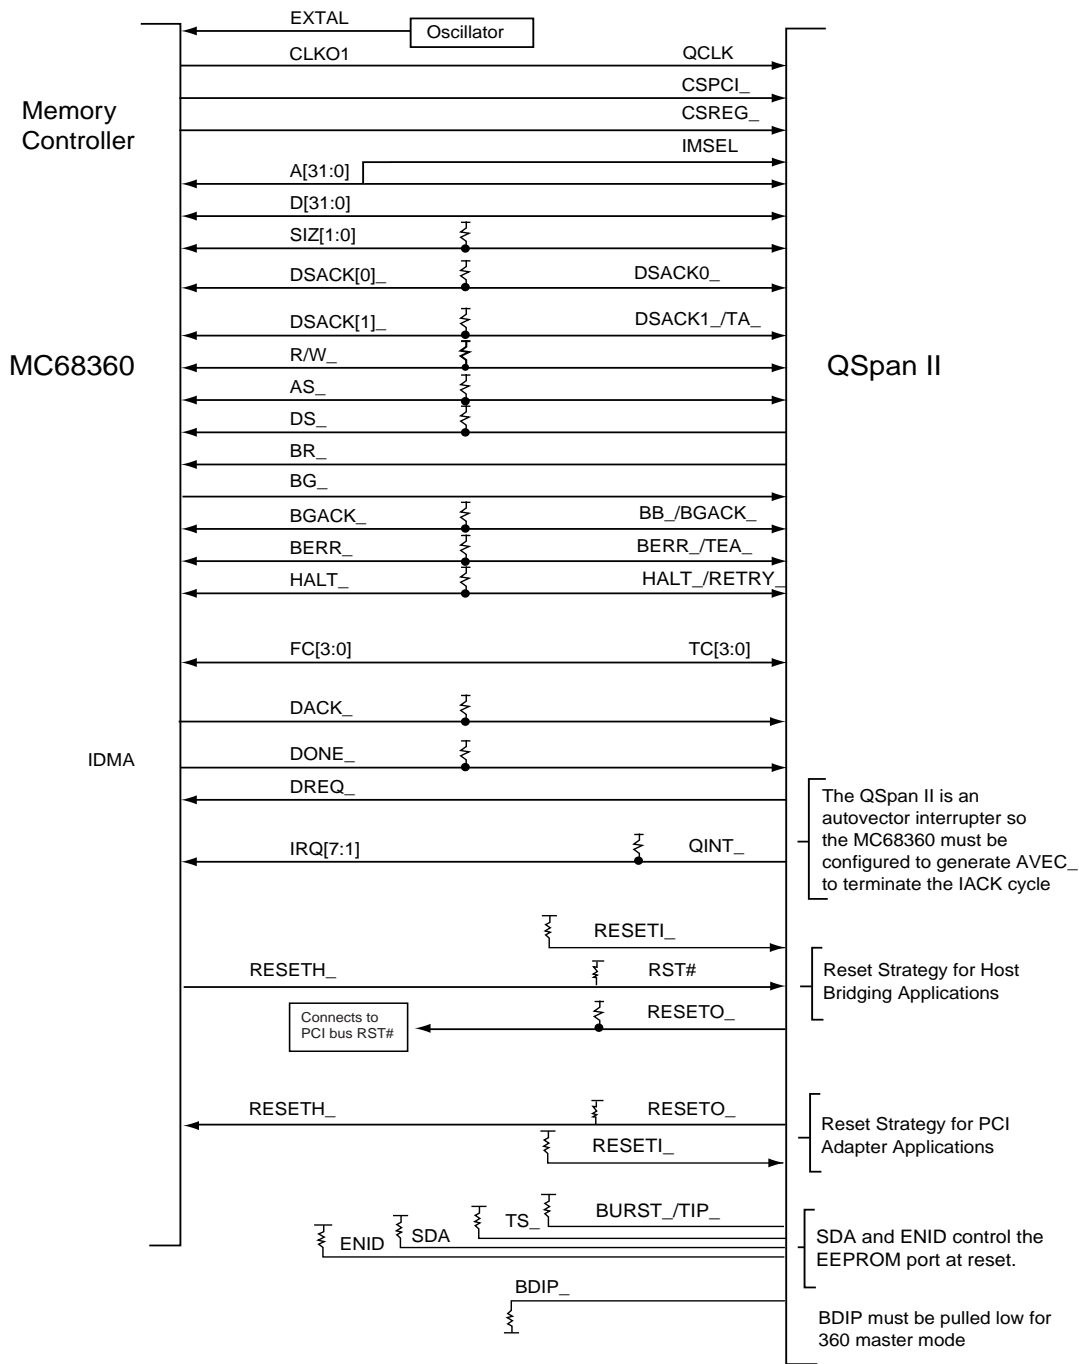 EXTAL
Oscillator
CLKO1
QCLK
CSPCI_
Memory
Controller
CSREG_
IMSEL
A[31:0]
D[31:0]
SIZ[1:0]
DSACK[0]_
DSACK0_
DSACK[1]_
DSACK1_/TA_
MC68360
R/W_
QSpan II
AS_
DS_
BR_
BG_
BGACK_
BB_/BGACK_
BERR_
BERR_/TEA_
HALT_
HALT_/RETRY_
FC[3:0]
TC[3:0]
DACK_
IDMA
DONE_
DREQ_
The QSpan II is an
autovector interrupter so
the MC68360 must be
configured to generate AVEC_
to terminate the IACK cycle
IRQ[7:1]
QINT_
RESETI_
RESETH_
RST#
Reset Strategy for Host
Bridging Applications
Connects to
PCI bus RST#
RESETO_
RESETH_
RESETO_
Reset Strategy for PCI
Adapter Applications
RESETI_
BURST_/TIP_
TS_
SDA
ENID
SDA and ENID control the
EEPROM port at reset.
BDIP_
BDIP must be pulled low for
360 master mode